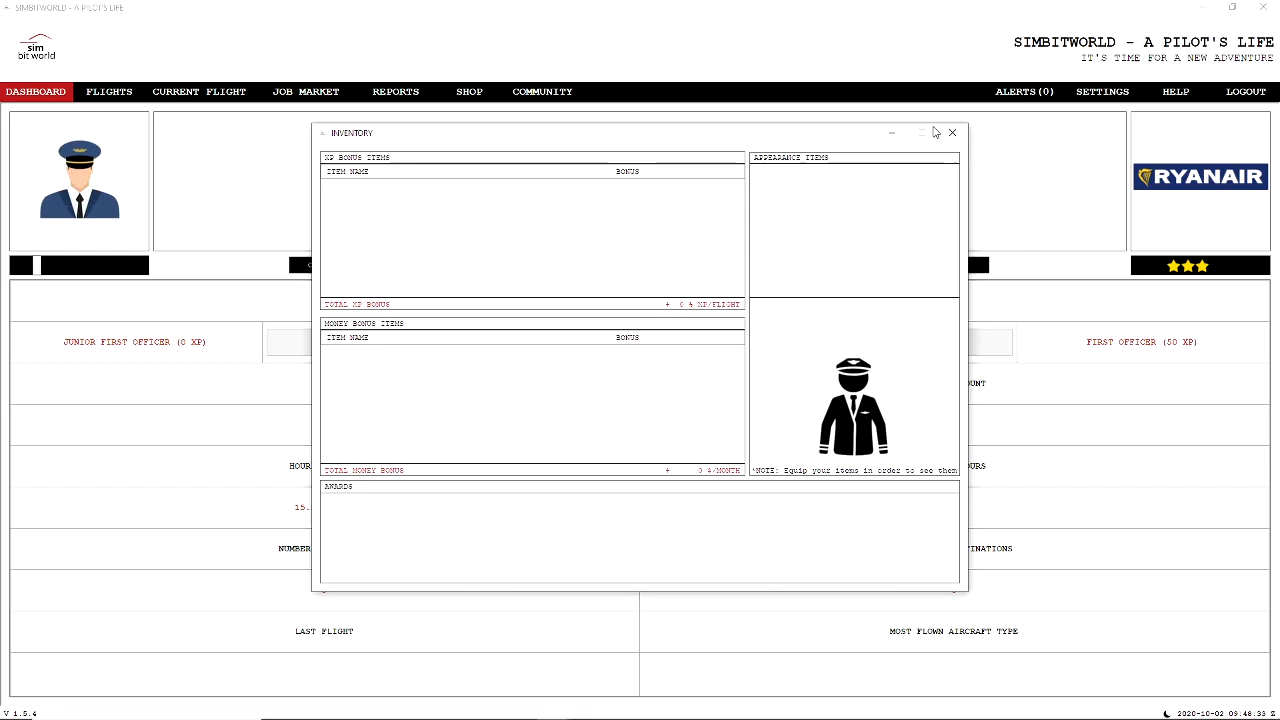 SIMBITWORLD - A PILOT'S LIFE
sim
bit world
SIMBITWORLD - A PILOT'S LIFE
IT'S TIME FOR A NEW ADVENTURE
DASHBOARD FLIGHTS CURRENT FLIGHT JOB MARKET REPORTS SHOP COMMUNITY ALERTS(0) SETTINGS HELP LOGOUT
INVENTORY
XP BONUS ITEMS
ITEM NAME BONUS
TOTAL XP BONUS + 0 % XP/FLIGHT
MONEY BONUS ITEMS
ITEM NAME BONUS
TOTAL MONEY BONUS + 0 $/MONTH
APPEARANCE ITEMS
*NOTE: Equip your items in order to see them
AWARDS
RYANAIR
JUNIOR FIRST OFFICER (0 XP) FIRST OFFICER (50 XP)
LAST FLIGHT MOST FLOWN AIRCRAFT TYPE
V 1.5.4 2020-10-02 09:48:33 Z